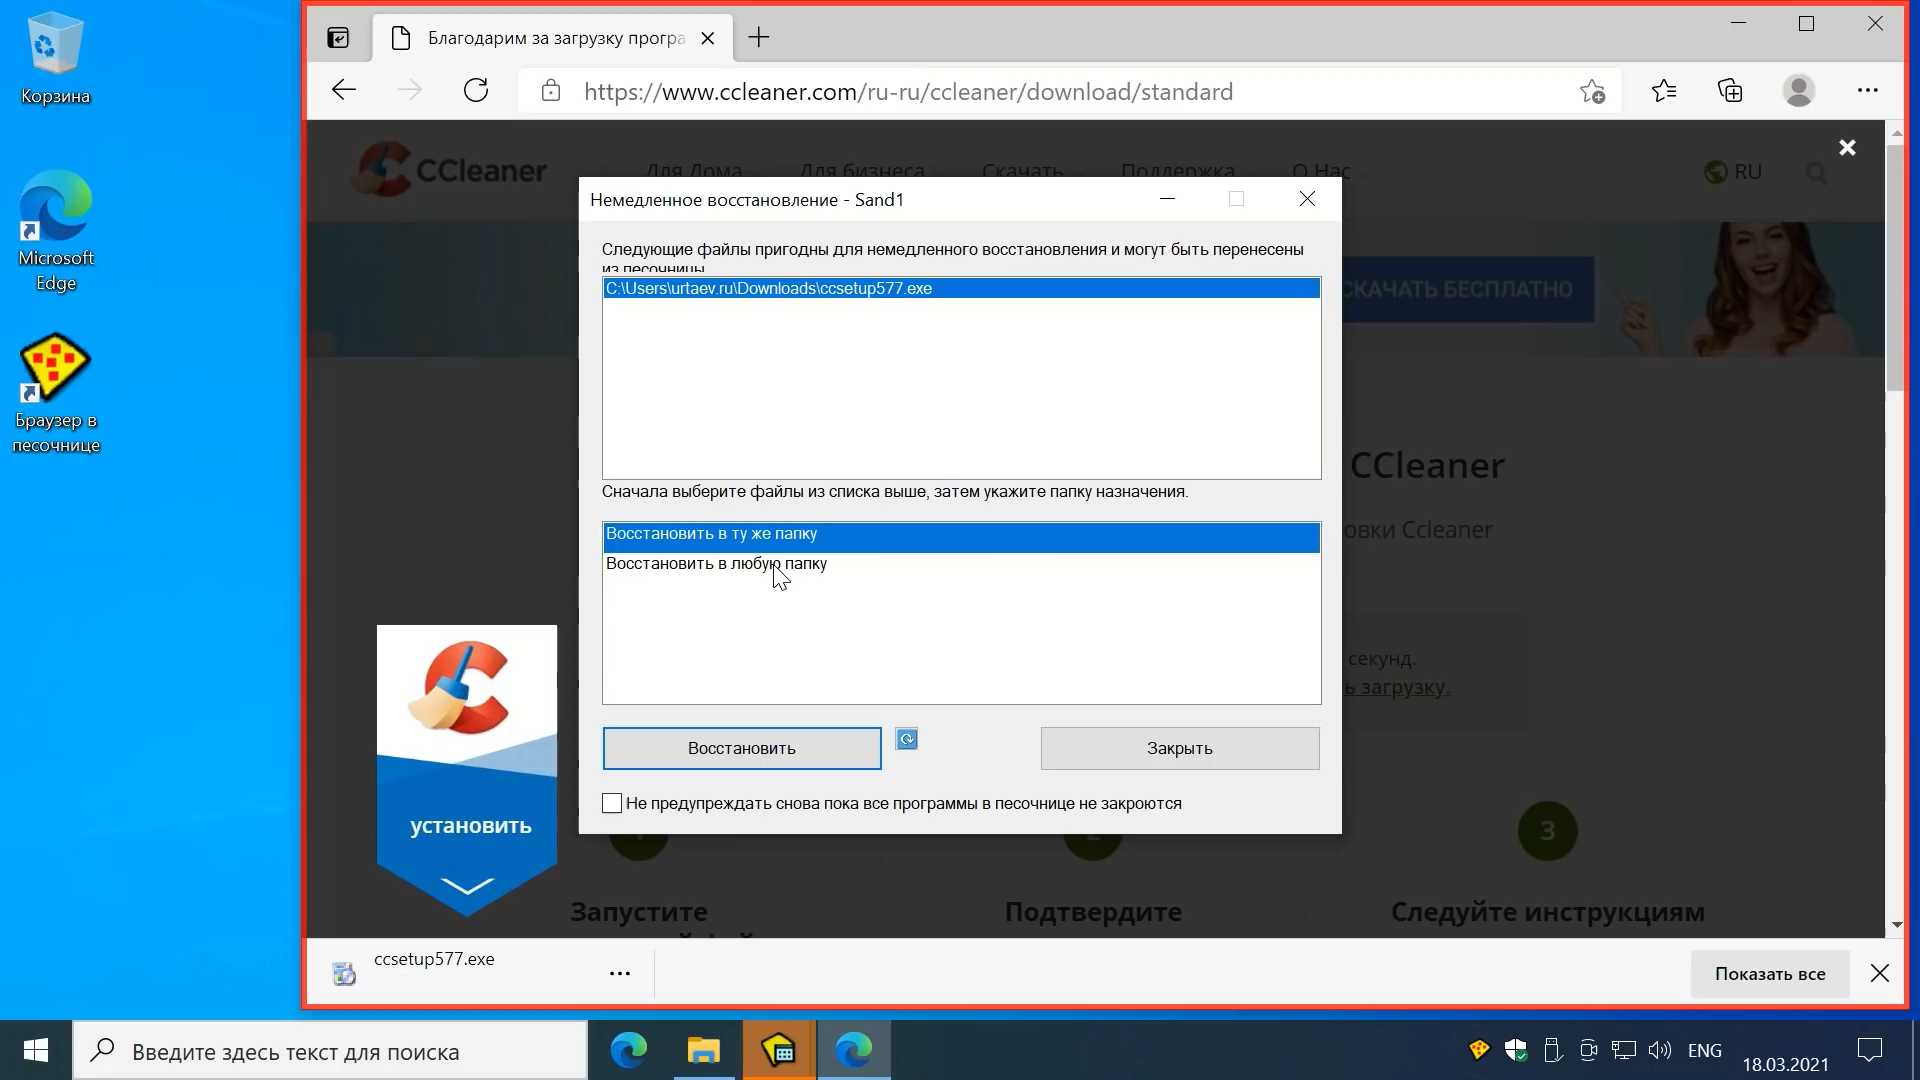 Корзина
Microsoft
Edge
Браузер в
песочнице
Благодарим за загрузку програ
https://www.ccleaner.com/ru-ru/ccleaner/download/standard
CCleaner
Для Дома
Для бизнеса
Скачать
Поддержка
О Нас
RU
Немедленное восстановление - Sand1
Следующие файлы пригодны для немедленного восстановления и могут быть перенесены
из песочницы
C:\Users\urtaev.ru\Downloads\ccsetup577.exe
СКАЧАТЬ БЕСПЛАТНО
CCleaner
Сначала выберите файлы из списка выше, затем укажите папку назначения.
Восстановить в ту же папку
овки Ccleaner
Восстановить в любую папку
секунд.
ь загрузку.
Восстановить
Закрыть
Не предупреждать снова пока все программы в песочнице не закроются
установить
3
Запустите
Подтвердите
Следуйте инструкциям
ccsetup577.exe
Показать все
Введите здесь текст для поиска
ENG
18.03.2021